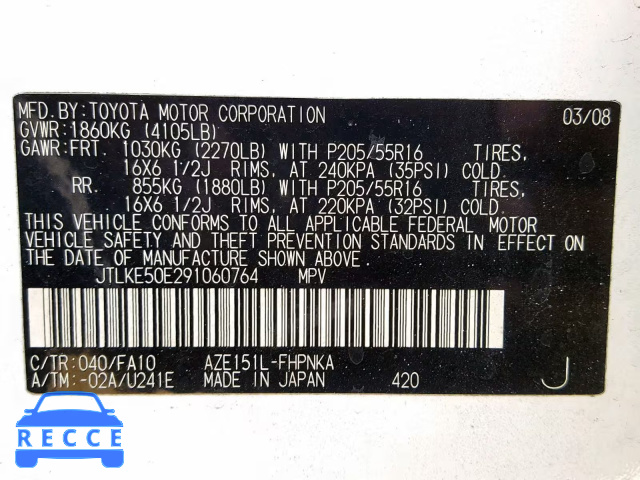 MFD.BY:TOYOTA MOTOR CORPORATION 03/08
GVWR:1860KG (4105LB)
GAWR:FRT. 1030KG (2270LB) WITH P205/55R16 TIRES,
16X6 1/2J RIMS, AT 240KPA (35PSI) COLD.
RR. 855KG (1880LB) WITH P205/55R16 TIRES,
16X6 1/2J RIMS, AT 220KPA (32PSI) COLD.
THIS VEHICLE CONFORMS TO ALL APPLICABLE FEDERAL MOTOR
VEHICLE SAFETY AND THEFT PREVENTION STANDARDS IN EFFECT ON
THE DATE OF MANUFACTURE SHOWN ABOVE.
JTLKE50E291060764 MPV
C/TR:040/FA10 AZE151L-FHPNKA
A/TM:-02A/U241E MADE IN JAPAN 420 J
RECCE